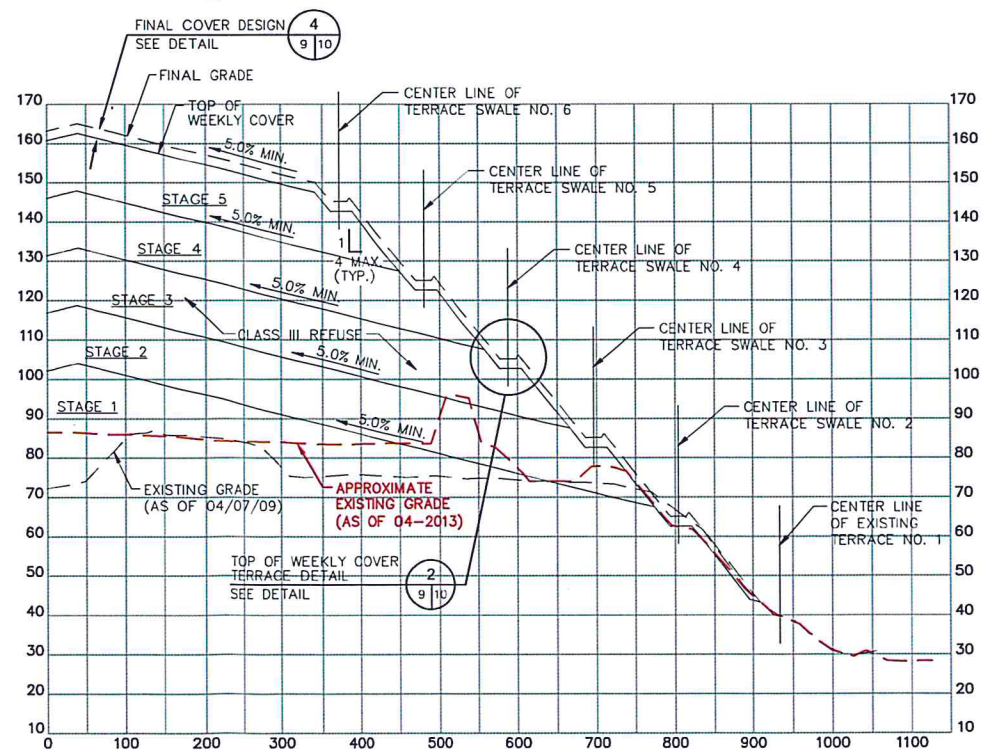 FINAL COVER DESIGN
SEE DETAIL
4
9 10
FINAL GRADE
TOP OF
WEEKLY COVER
CENTER LINE OF
TERRACE SWALE NO. 6
5.0% MIN.
CENTER LINE OF
TERRACE SWALE NO. 5
STAGE 5
5.0% MIN.
1
4 MAX.
(TYP.)
CENTER LINE OF
TERRACE SWALE NO. 4
STAGE 4
5.0% MIN.
STAGE 3
CLASS III REFUSE
CENTER LINE OF
TERRACE SWALE NO. 3
STAGE 2
5.0% MIN.
STAGE 1
5.0% MIN.
CENTER LINE OF
TERRACE SWALE NO. 2
EXISTING GRADE
(AS OF 04/07/09)
APPROXIMATE
EXISTING GRADE
(AS OF 04-2013)
CENTER LINE
OF EXISTING
TERRACE NO. 1
TOP OF WEEKLY COVER
TERRACE DETAIL
SEE DETAIL
2
9 10
170
160
150
140
130
120
110
100
90
80
70
60
50
40
30
20
10
170
160
150
140
130
120
110
100
90
80
70
60
50
40
30
20
10
0 100 200 300 400 500 600 700 800 900 1000 1100